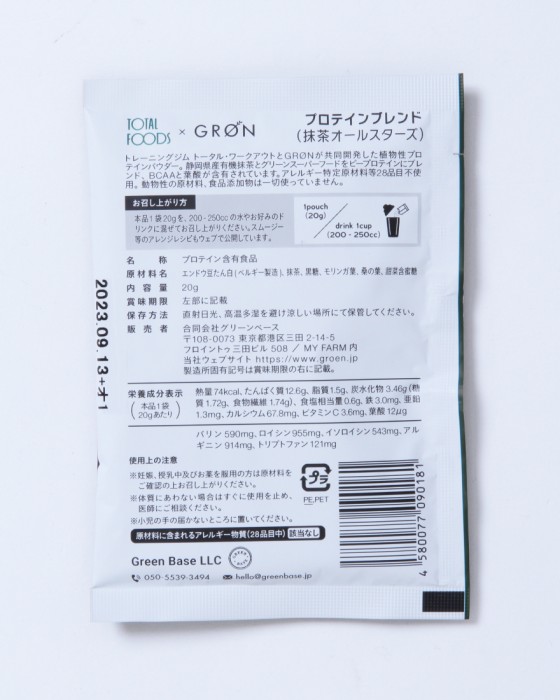 TOTAL FOODS × GRØN
プロテインブレンド
(抹茶オールスターズ)
トレーニングジム トータル・ワークアウトとGRØNが共同開発した植物性プロ
テインパウダー。静岡県産有機抹茶とグリーンスーパーフードをピープロテインにブレ
ンド、BCAAと葉酸が含有されています。アレルギー特定原材料等28品目不使
用。動物性の原材料、食品添加物は一切使っていません。
お召し上がり方
本品1袋20gを、200-250ccの水やお好みのド
リンクに混ぜてお召し上がりください。スムージー
等のアレンジレシピもウェブで公開しています。
1pouch
(20g)
drink 1cup
(200-250cc)
名称 プロテイン含有食品
原材料名 エンドウ豆たん白(ベルギー製造)、抹茶、黒糖、モリンガ葉、桑の葉、甜菜含蜜糖
内容量 20g
賞味期限 左部に記載
保存方法 直射日光、高温多湿を避け涼しい場所にて保管してください。
販売者 合同会社グリーンベース
〒108-0073 東京都港区三田2-14-5
フロイントゥ三田ビル 508 / MY FARM 内
当社ウェブサイト https://www.groen.jp
製造所固有記号は賞味期限の右に記載。
2023.09.13+オ1
栄養成分表示
(本品1袋
20gあたり)
熱量74kcal、たんぱく質12.6g、脂質1.5g、炭水化物 3.46g(糖
質1.72g、食物繊維 1.74g)、食塩相当量0.6g、鉄3.0mg、亜鉛
1.3mg、カルシウム67.8mg、ビタミンC 3.6mg、葉酸12μg
バリン 590mg、ロイシン955mg、イソロイシン543mg、アル
ギニン 914mg、トリプトファン121mg
使用上の注意
※妊娠、授乳中及びお薬を服用の方は原材料を
ご確認の上お召し上がりください。
※体質にあわない場合はすぐに使用を止め、
医師にご相談ください。
※小児の手の届かないところに置いてください。
プラ
PE,PET
原材料に含まれるアレルギー物質(28品目中) 該当なし
4 580077 090181
Green Base LLC
050-5539-3494 hello@greenbase.jp